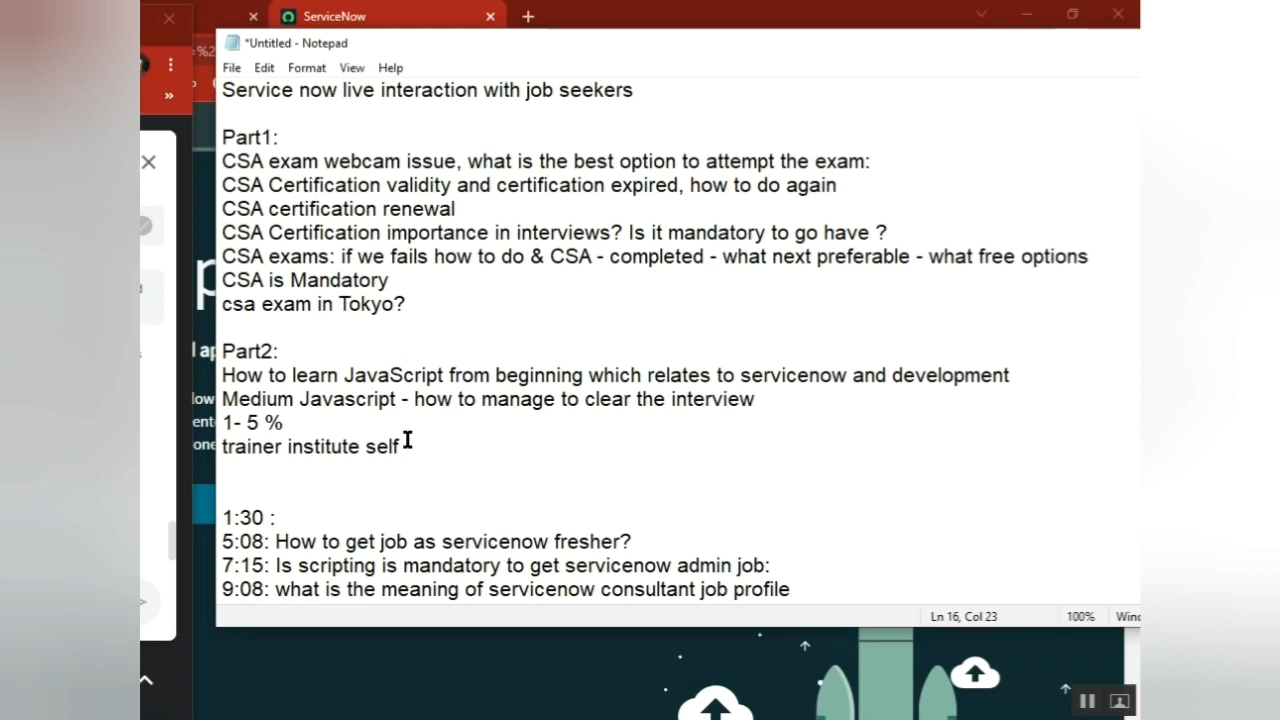 ServiceNow
*Untitled - Notepad
File Edit Format View Help
Service now live interaction with job seekers
Part1:
CSA exam webcam issue, what is the best option to attempt the exam:
CSA Certification validity and certification expired, how to do again
CSA certification renewal
CSA Certification importance in interviews? Is it mandatory to go have ?
CSA exams: if we fails how to do & CSA - completed - what next preferable - what free options
CSA is Mandatory
csa exam in Tokyo?
Part2:
How to learn JavaScript from beginning which relates to servicenow and development
Medium Javascript - how to manage to clear the interview
1- 5 %
trainer institute self
1:30 :
5:08: How to get job as servicenow fresher?
7:15: Is scripting is mandatory to get servicenow admin job:
9:08: what is the meaning of servicenow consultant job profile
Ln 16, Col 23 100%